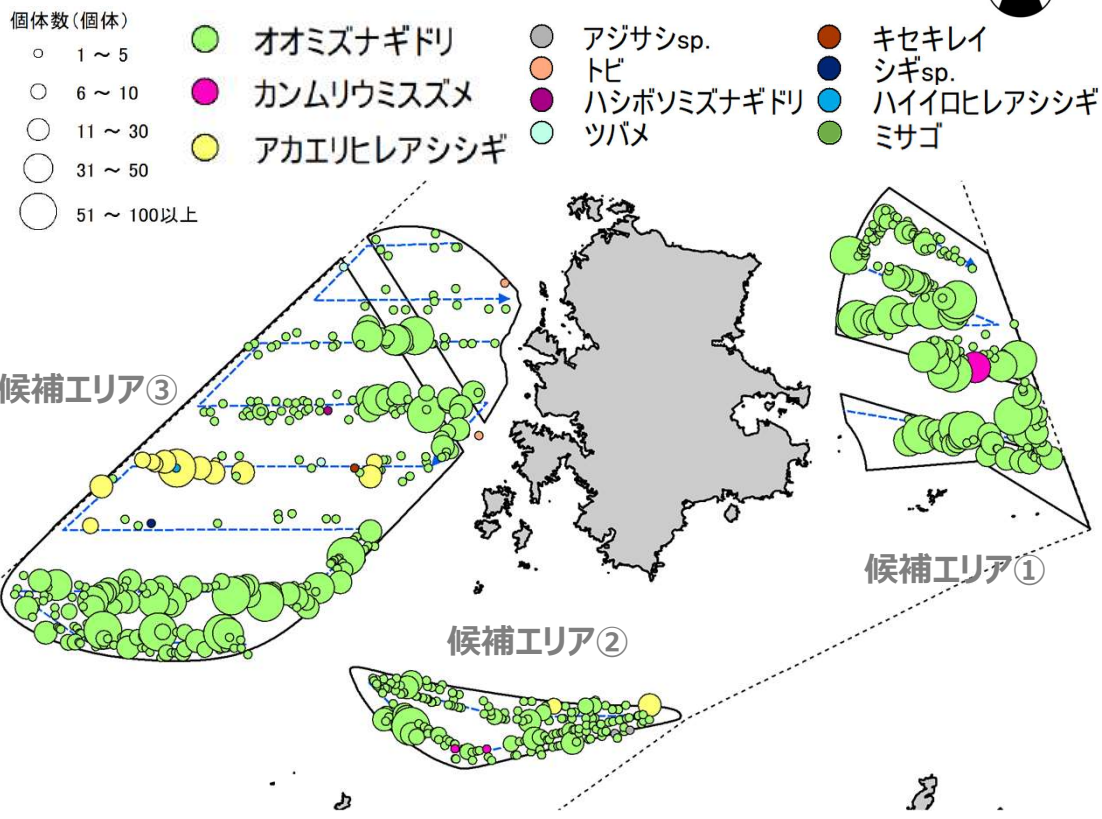 個体数(個体)
1 ～ 5
6 ～ 10
11 ～ 30
31 ～ 50
51 ～ 100以上
オオミズナギドリ
カンムリウミスズメ
アカエリヒレアシシギ
アジサシsp.
トビ
ハシボソミズナギドリ
ツバメ
キセキレイ
シギsp.
ハイイロヒレアシシギ
ミサゴ
候補エリア③
候補エリア①
候補エリア②